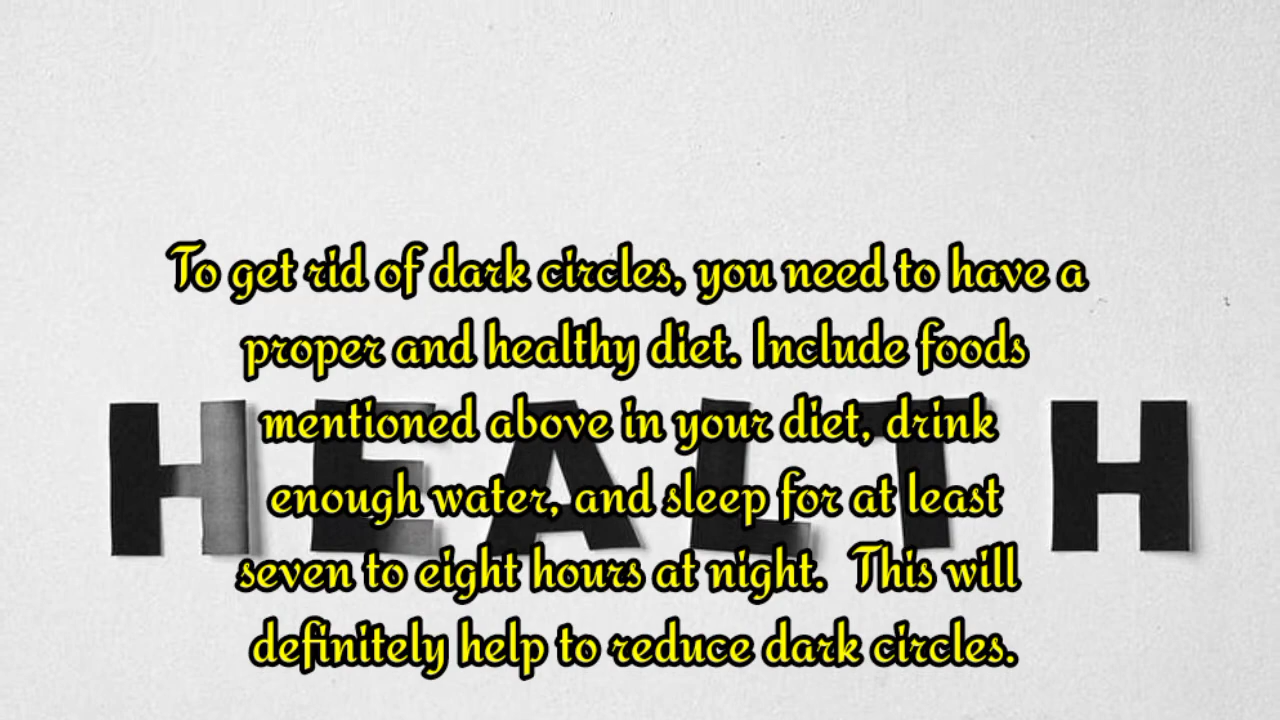 To get rid of dark circles, you need to have a
proper and healthy diet. Include foods
mentioned above in your diet, drink
enough water, and sleep for at least
seven to eight hours at night.  This will
definitely help to reduce dark circles.
HEALTH